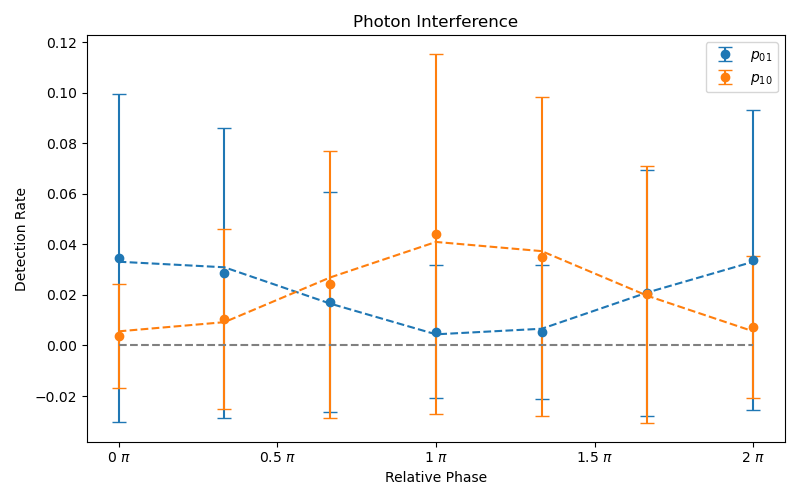 Photon Interference
0.12
0.10
0.08
0.06
0.04
0.02
0.00
−0.02
Detection Rate
p01
p10
0 π
0.5 π
1 π
1.5 π
2 π
Relative Phase